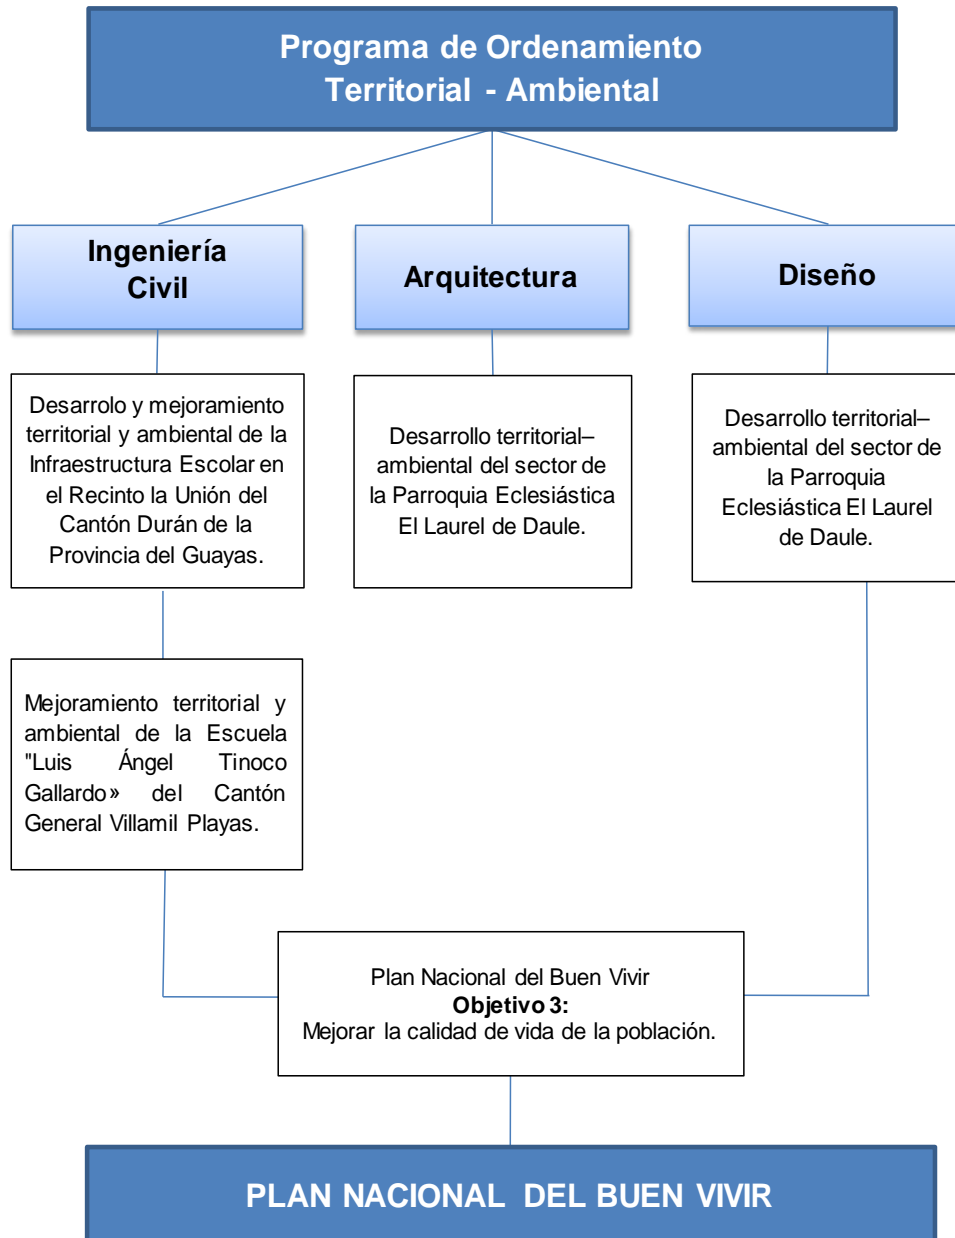 Programa de Ordenamiento
Territorial - Ambiental
Ingeniería
Civil
Arquitectura
Diseño
Desarrolo y mejoramiento
territorial y ambiental de la
Infraestructura Escolar en
el Recinto la Unión del
Cantón Durán de la
Provincia del Guayas.
Desarrollo territorial–
ambiental del sector de
la Parroquia Eclesiástica
El Laurel de Daule.
Desarrollo territorial–
ambiental del sector de
la Parroquia
Eclesiástica El Laurel
de Daule.
Mejoramiento territorial y
ambiental de la Escuela
"Luis Ángel Tinoco
Gallardo» del Cantón
General Villamil Playas.
Plan Nacional del Buen Vivir
Objetivo 3:
Mejorar la calidad de vida de la población.
PLAN NACIONAL DEL BUEN VIVIR